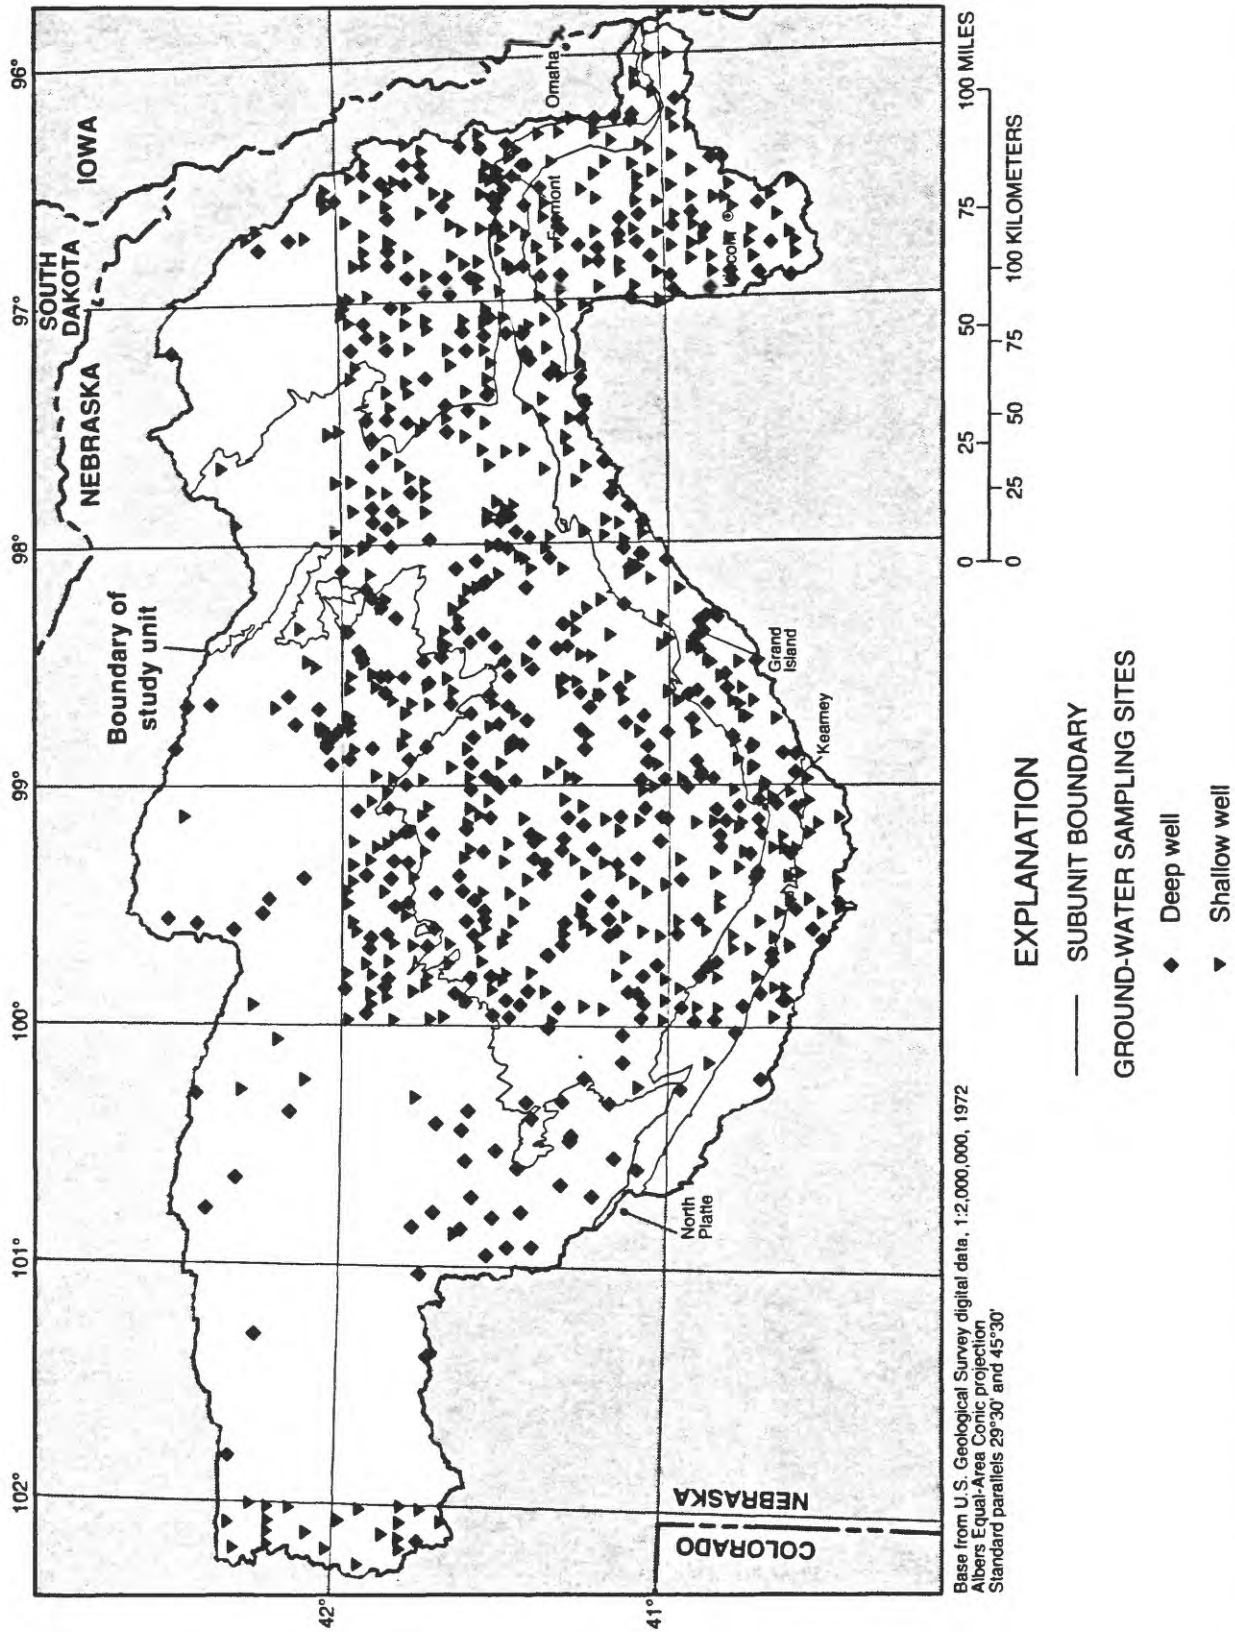 102°
101°
100°
99°
98°
97°
96°
42°
41°
SOUTH
DAKOTA
IOWA
NEBRASKA
Boundary of
study unit
Omaha
Fremont
Lincoln
Grand
Island
Kearney
North
Platte
COLORADO
NEBRASKA
Base from U.S. Geological Survey digital data, 1:2,000,000, 1972
Albers Equal-Area Conic projection
Standard parallels 29°30' and 45°30'
0 25 50 75 100 MILES
0 25 50 75 100 KILOMETERS
EXPLANATION
SUBUNIT BOUNDARY
GROUND-WATER SAMPLING SITES
Deep well
Shallow well